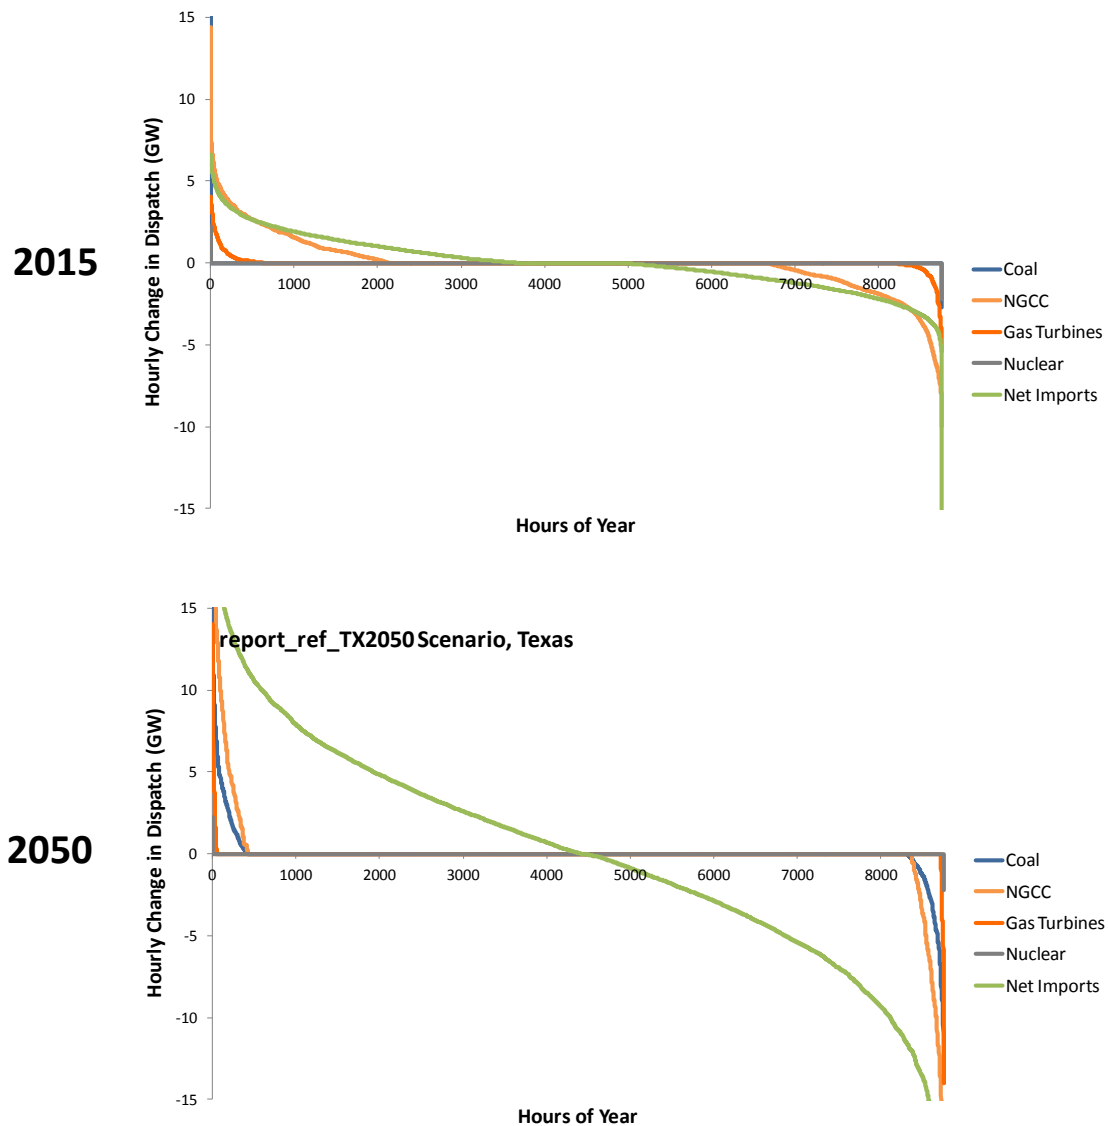 2015
Hourly Change in Dispatch (GW)
15
10
5
0
-5
-10
-15
0 1000 2000 3000 4000 5000 6000 7000 8000
Hours of Year
Coal
NGCC
Gas Turbines
Nuclear
Net Imports
2050
report_ref_TX2050 Scenario, Texas
Hourly Change in Dispatch (GW)
15
10
5
0
-5
-10
-15
0 1000 2000 3000 4000 5000 6000 7000 8000
Hours of Year
Coal
NGCC
Gas Turbines
Nuclear
Net Imports